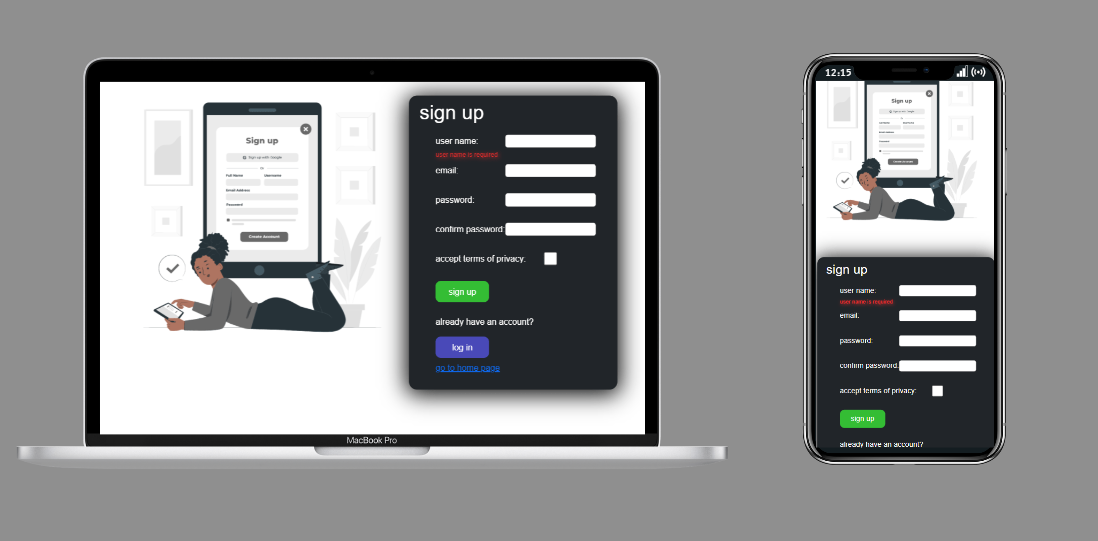 Sign up
Sign up with Google
Or
Full Name Username
Email Address
Password
Create Account
sign up
user name:
user name is required
email:
password:
confirm password:
accept terms of privacy:
sign up
already have an account?
log in
go to home page
MacBook Pro
12:15
Sign up
Create Account
sign up
user name:
user name is required
email:
password:
confirm password:
accept terms of privacy:
sign up
already have an account?